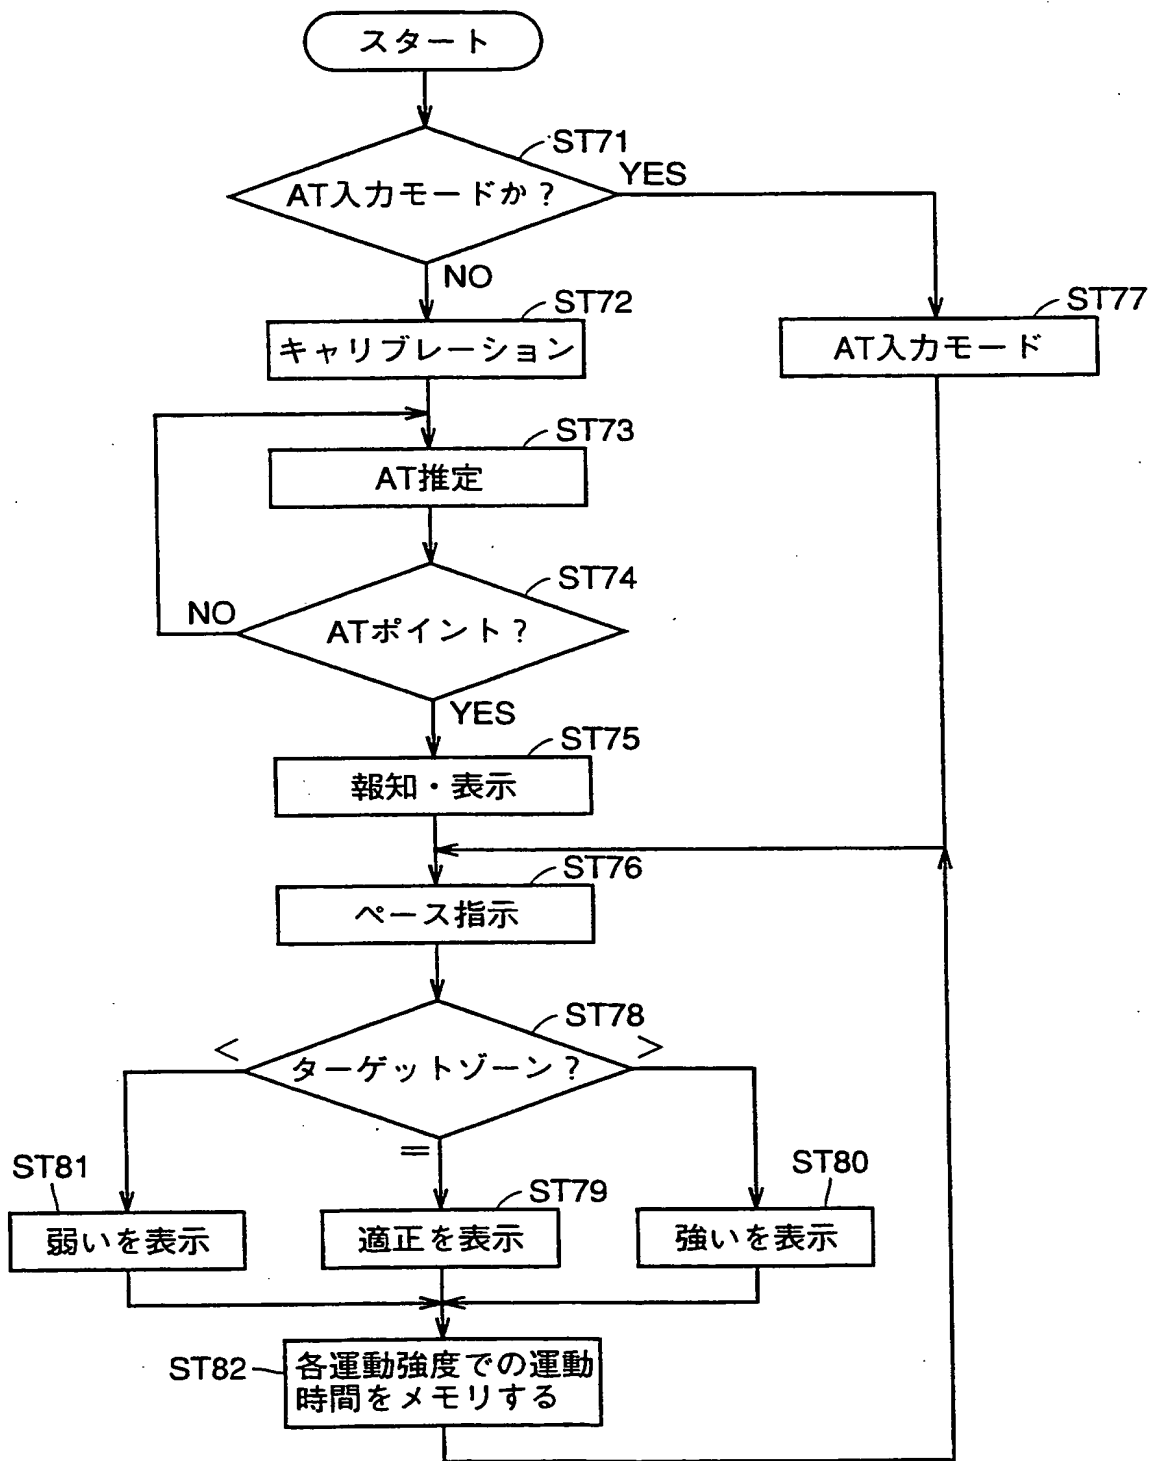 スタート
ST71
AT入力モードか？
YES
NO
ST72
キャリブレーション
ST77
AT入力モード
ST73
AT推定
ST74
ATポイント？
NO
YES
ST75
報知・表示
ST76
ペース指示
ST78
ターゲットゾーン？
<
>
=
ST81
弱いを表示
ST79
適正を表示
ST80
強いを表示
ST82
各運動強度での運動
時間をメモリする